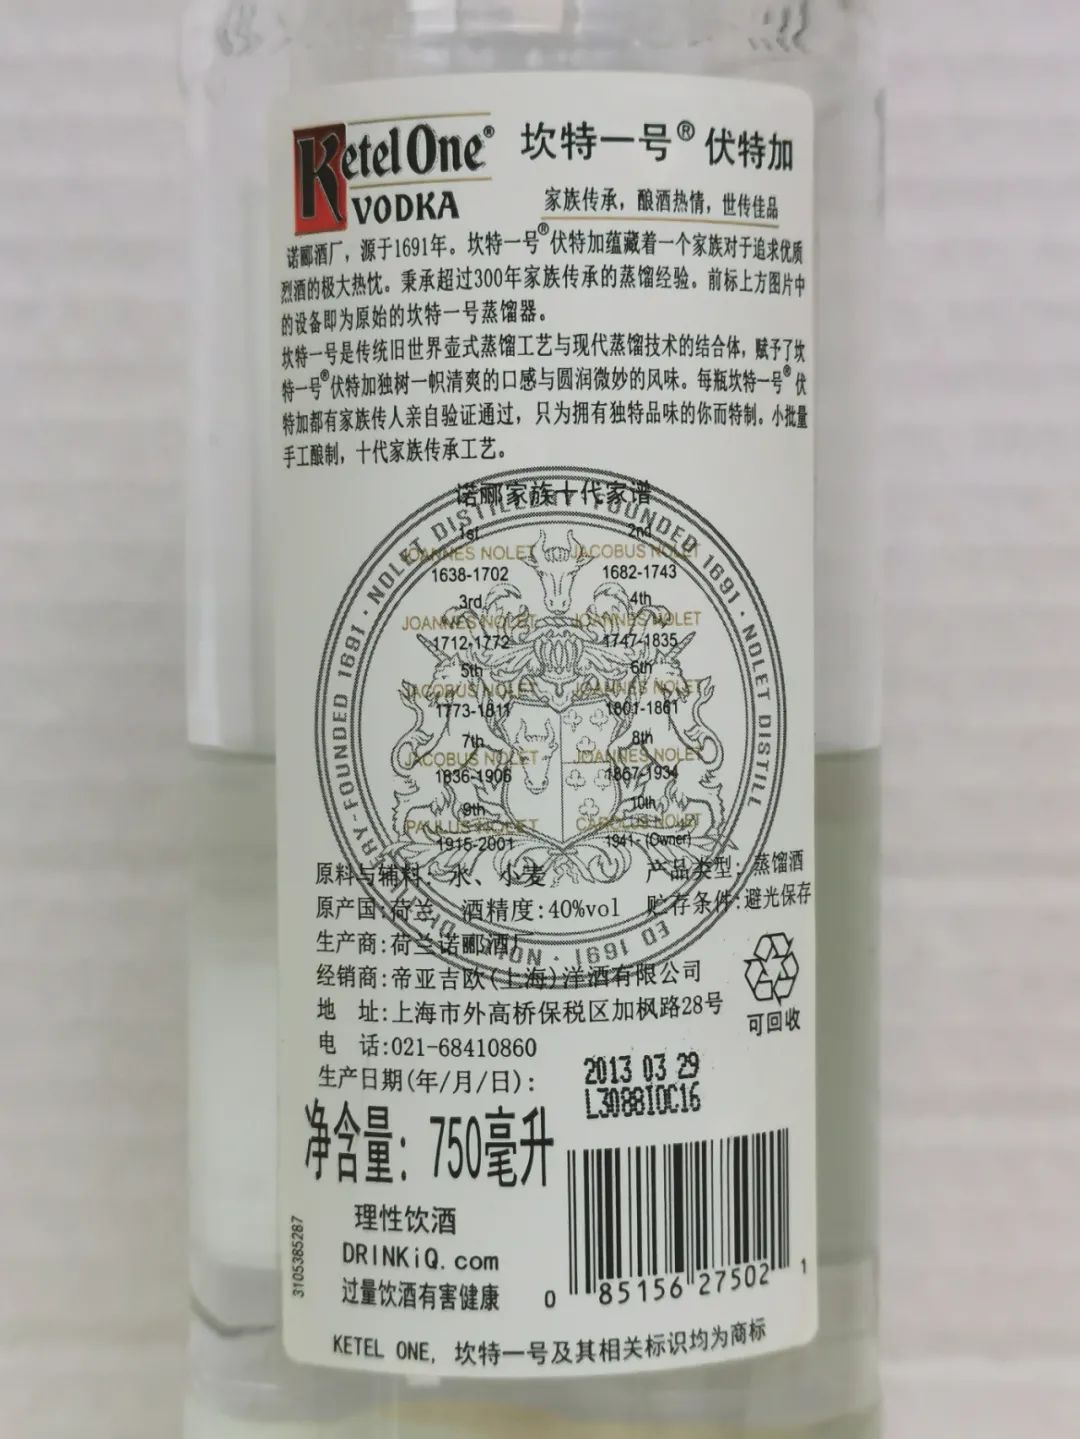 Ketel One® 坎特一号® 伏特加
VODKA 家族传承，酿酒热情，世传佳品
诺郦酒厂，源于1691年。坎特一号®伏特加蕴藏着一个家族对于追求优质
烈酒的极大热忱。秉承超过300年家族传承的蒸馏经验。前标上方图片中
的设备即为原始的坎特一号蒸馏器。
坎特一号是传统旧世界壶式蒸馏工艺与现代蒸馏技术的结合体，赋予了坎
特一号®伏特加独树一帜清爽的口感与圆润微妙的风味。每瓶坎特一号®伏
特加都有家族传人亲自验证通过，只为拥有独特品味的你而特制。小批量
手工酿制，十代家族传承工艺。
诺郦家族十代家谱
NOLET DISTILLERY-FOUNDED 1691 · NOLET DISTILLERY-FOUNDED 1691 · NOLET DISTILLERY-FOUNDED 1691 ·
1st 2nd
JOANNES NOLET JACOBUS NOLET
1638-1702 1682-1743
3rd 4th
JOANNES NOLET JOANNES NOLET
1712-1772 1747-1835
5th 6th
JACOBUS NOLET JOANNES NOLET
1773-1811 1801-1861
7th 8th
JACOBUS NOLET JOANNES NOLET
1836-1906 1867-1934
9th 10th
PAULUS NOLET CAROLUS NOLET
1915-2001 1941- (Owner)
原料与辅料：水、小麦 产品类型：蒸馏酒
原产国:荷兰 酒精度:40%vol 贮存条件:避光保存
生产商:荷兰诺郦酒厂
经销商:帝亚吉欧(上海)洋酒有限公司
地 址:上海市外高桥保税区加枫路28号
可回收
电 话:021-68410860
生产日期(年/月/日): 2013 03 29
L3088IOC16
净含量：750毫升
理性饮酒
DRINKiQ.com
过量饮酒有害健康
3105385287
0 85156 27502 1
KETEL ONE, 坎特一号及其相关标识均为商标